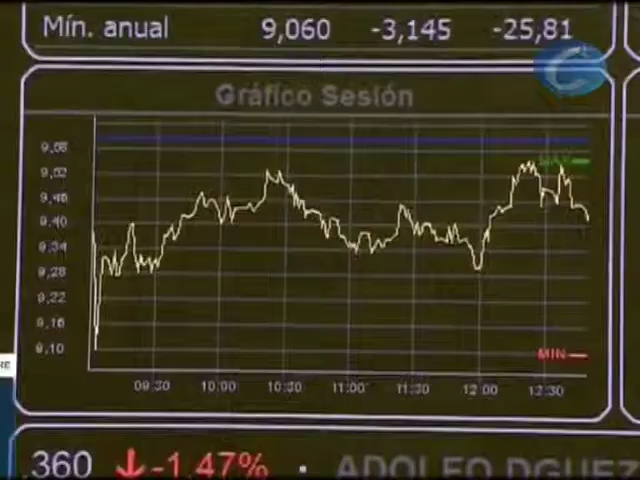 Mín. anual 9,060 -3,145 -25,81
Gráfico Sesión
9,58
9,52
9,46
9,40
9,34
9,28
9,22
9,16
9,10
MAX
MIN
09:30 10:00 10:30 11:00 11:30 12:00 12:30
RE
.360 -1.47% · ADOLFO DGUEZ